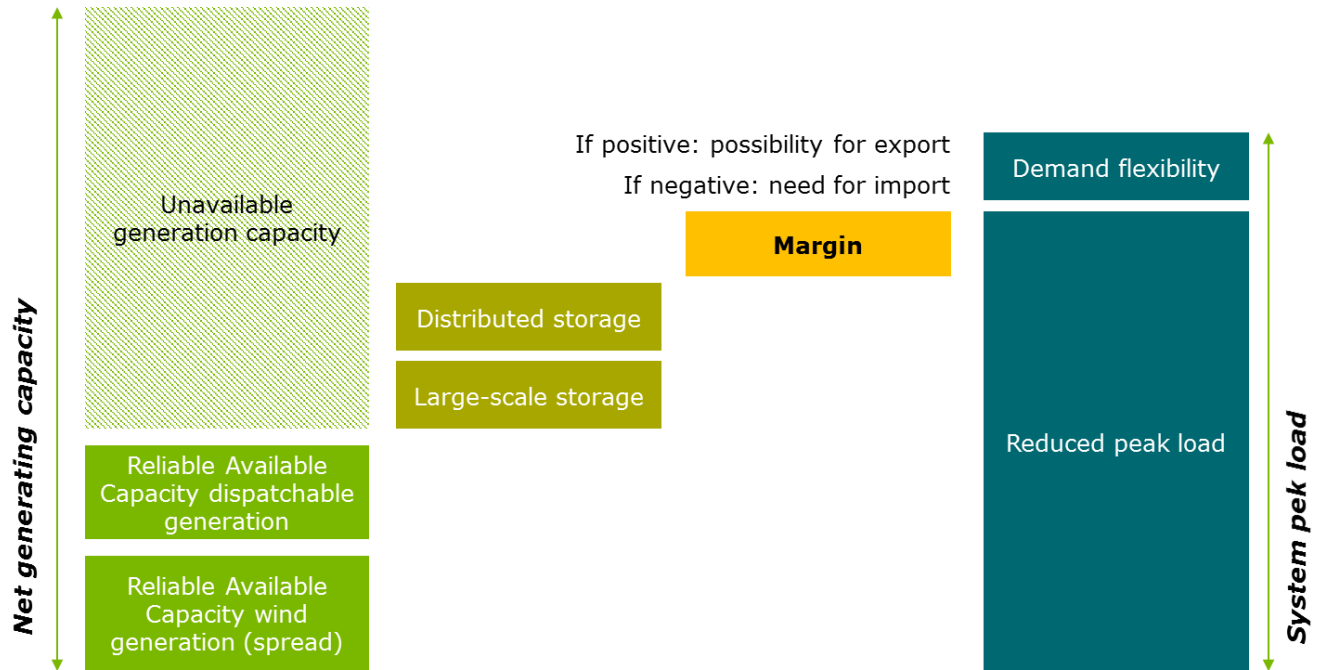 Net generating capacity
Unavailable
generation capacity
Reliable Available
Capacity dispatchable
generation
Reliable Available
Capacity wind
generation (spread)
Distributed storage
Large-scale storage
If positive: possibility for export
If negative: need for import
Margin
Demand flexibility
Reduced peak load
System pek load